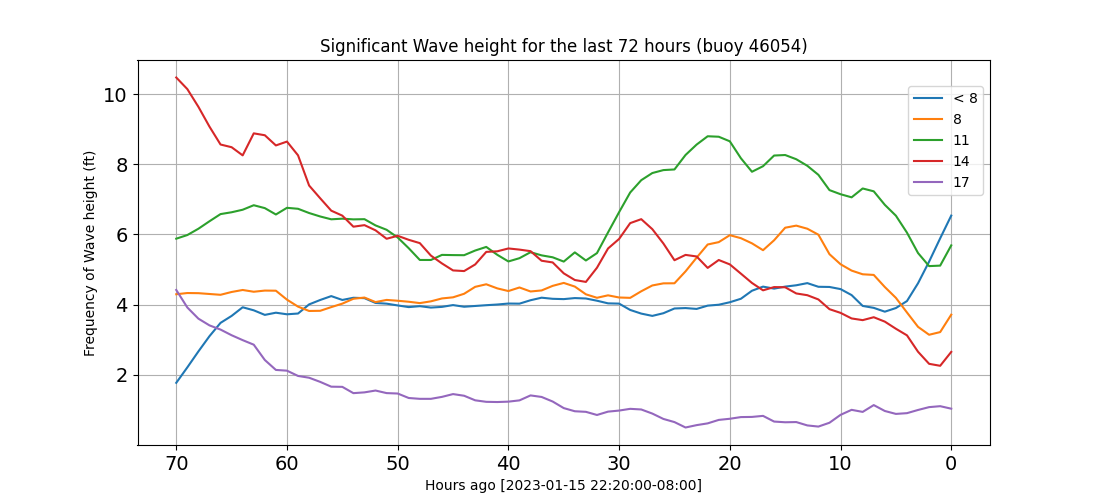 Significant Wave height for the last 72 hours (buoy 46054)
Frequency of Wave height (ft)
10
8
6
4
2
< 8
8
11
14
17
70 60 50 40 30 20 10 0
Hours ago [2023-01-15 22:20:00-08:00]